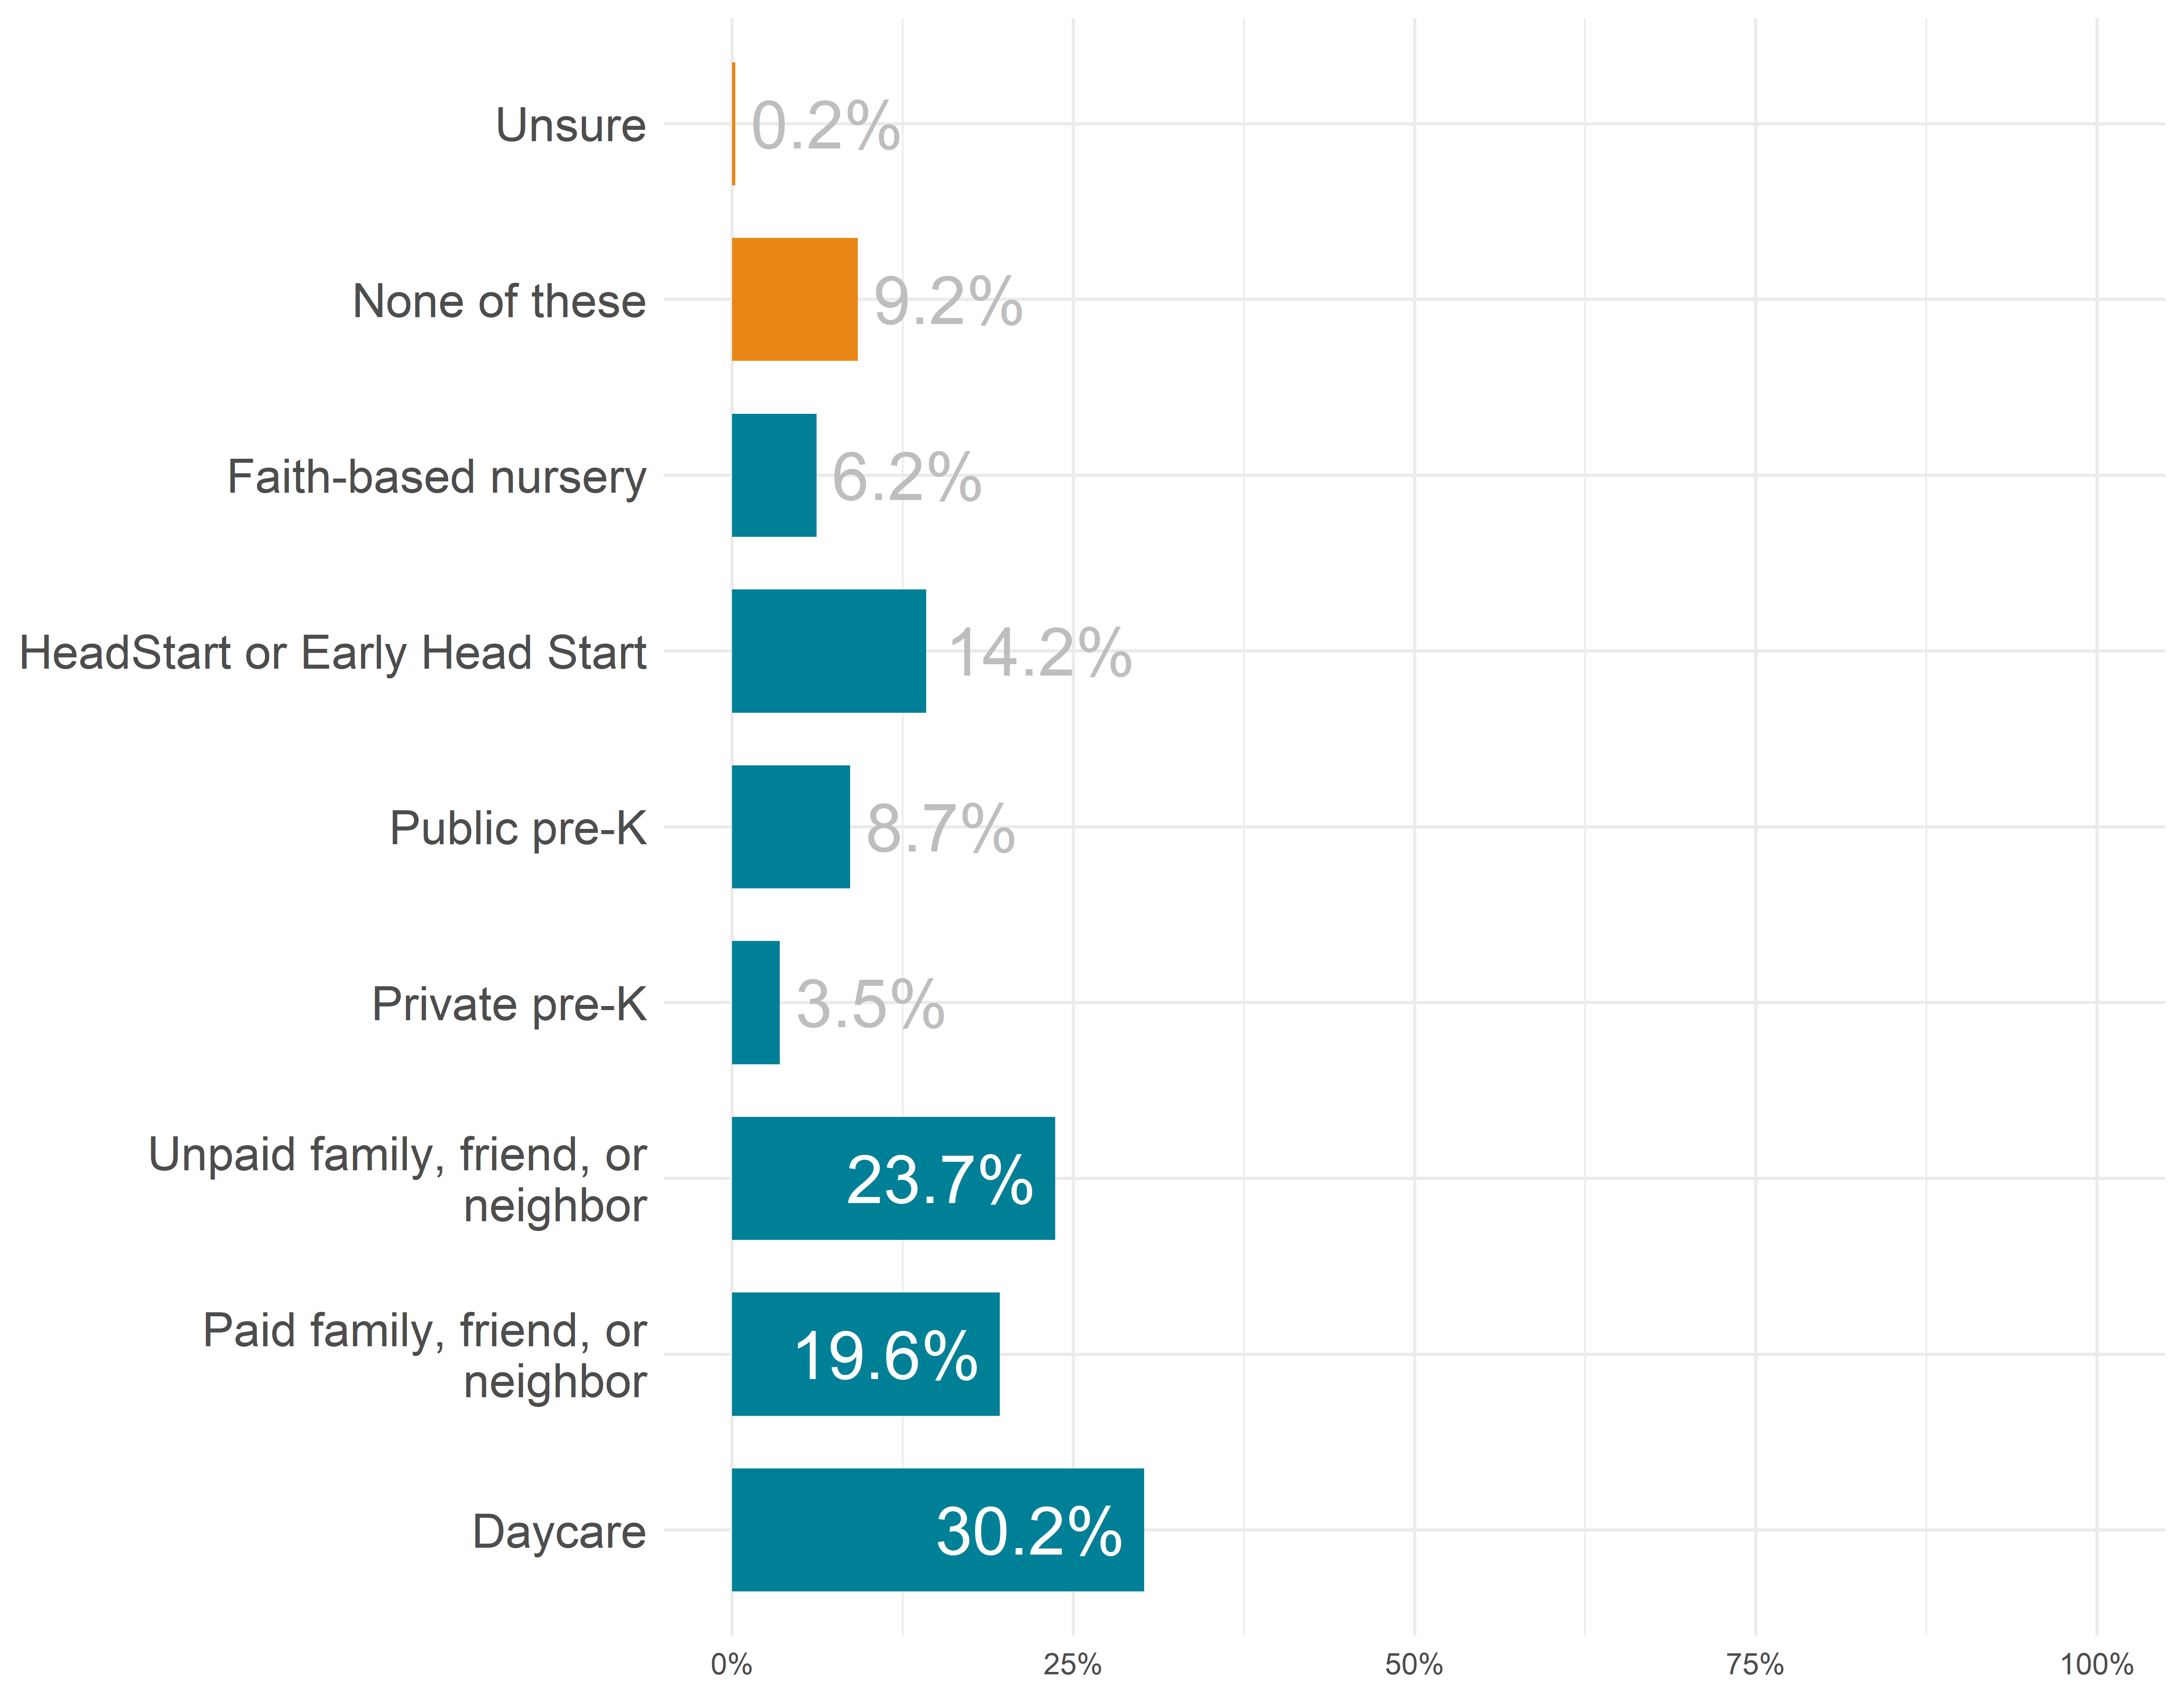 Unsure
0.2%
None of these
9.2%
Faith-based nursery
6.2%
HeadStart or Early Head Start
14.2%
Public pre-K
8.7%
Private pre-K
3.5%
Unpaid family, friend, or
neighbor
23.7%
Paid family, friend, or
neighbor
19.6%
Daycare
30.2%
0% 25% 50% 75% 100%